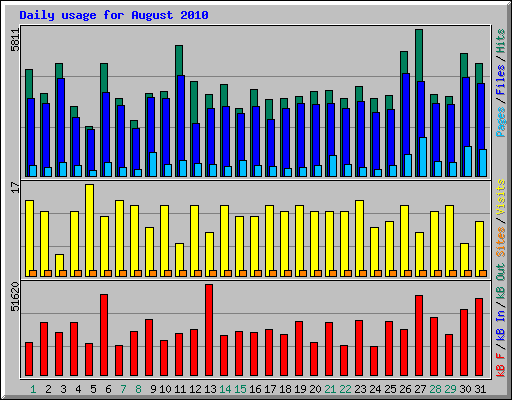 Daily usage for August 2010
5811
Pages / Files / Hits
17
Sites / Visits
51620
kB F / kB In / kB Out
1 2 3 4 5 6 7 8 9 10 11 12 13 14 15 16 17 18 19 20 21 22 23 24 25 26 27 28 29 30 31